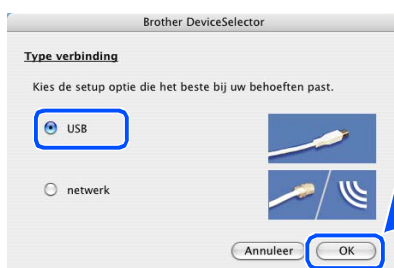 Brother DeviceSelector
Type verbinding
Kies de setup optie die het beste bij uw behoeften past.
USB
netwerk
Annuleer OK